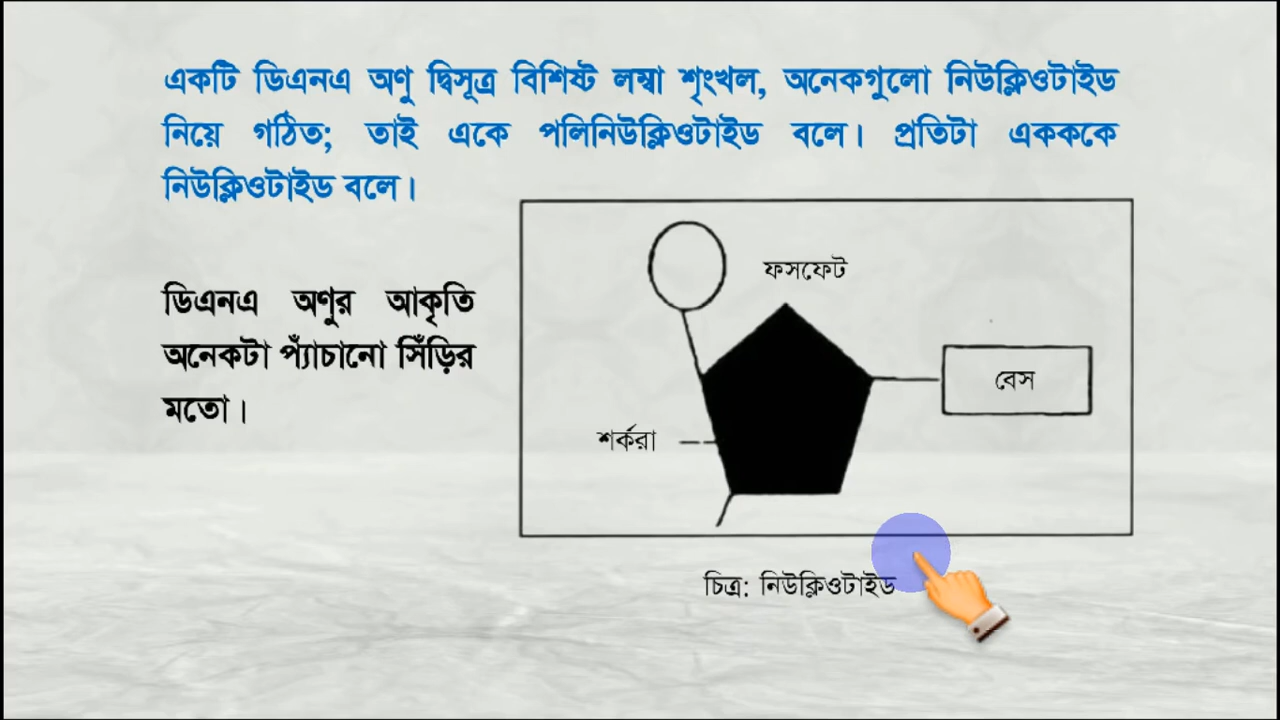 একটি ডিএনএ অণু দ্বিসূত্র বিশিষ্ট লম্বা শৃংখল, অনেকগুলো নিউক্লিওটাইড
নিয়ে গঠিত; তাই একে পলিনিউক্লিওটাইড বলে। প্রতিটা একককে
নিউক্লিওটাইড বলে।
ডিএনএ অণুর আকৃতি
অনেকটা প্যাঁচানো সিঁড়ির
মতো।
ফসফেট
বেস
শর্করা
চিত্র: নিউক্লিওটাইড